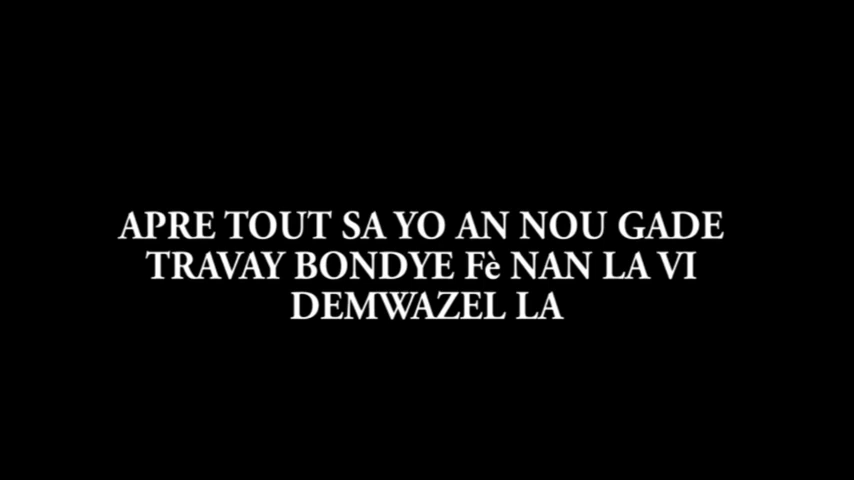 APRE TOUT SA YO AN NOU GADE
TRAVAY BONDYE Fè NAN LA VI
DEMWAZEL LA